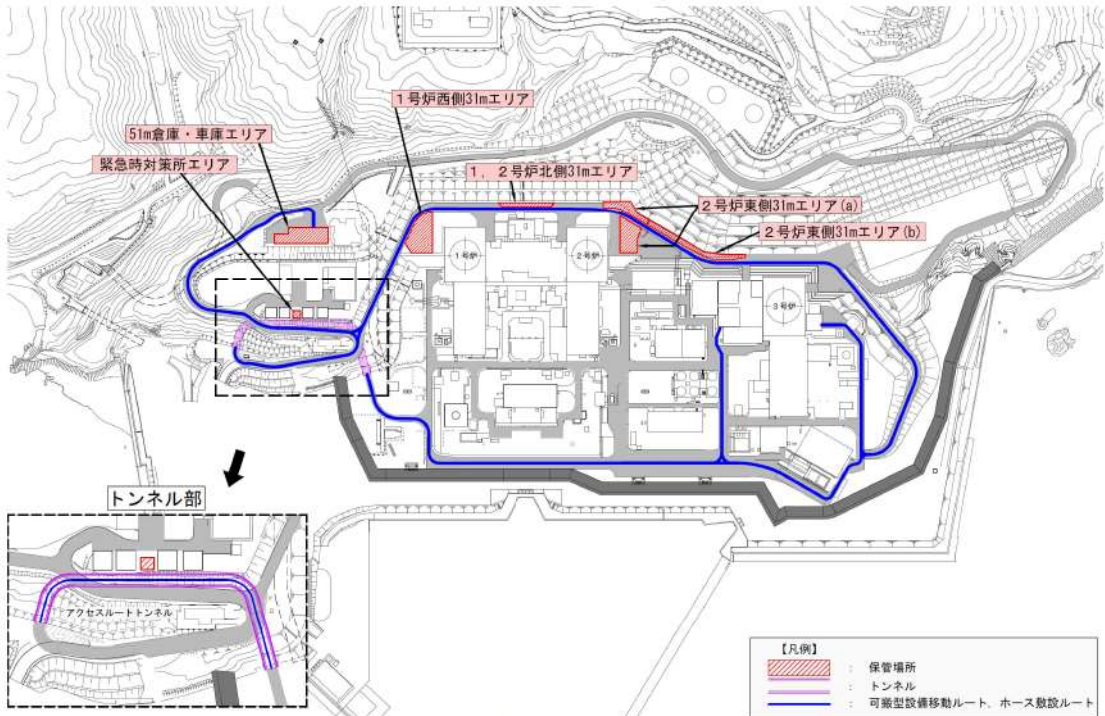 １号炉西側31mエリア
51m倉庫・車庫エリア
緊急時対策所エリア
１，２号炉北側31mエリア
２号炉東側31mエリア(a)
２号炉東側31mエリア(b)
１号炉
２号炉
３号炉
トンネル部
アクセスルートトンネル
【凡例】
： 保管場所
： トンネル
： 可搬型設備移動ルート，ホース敷設ルート